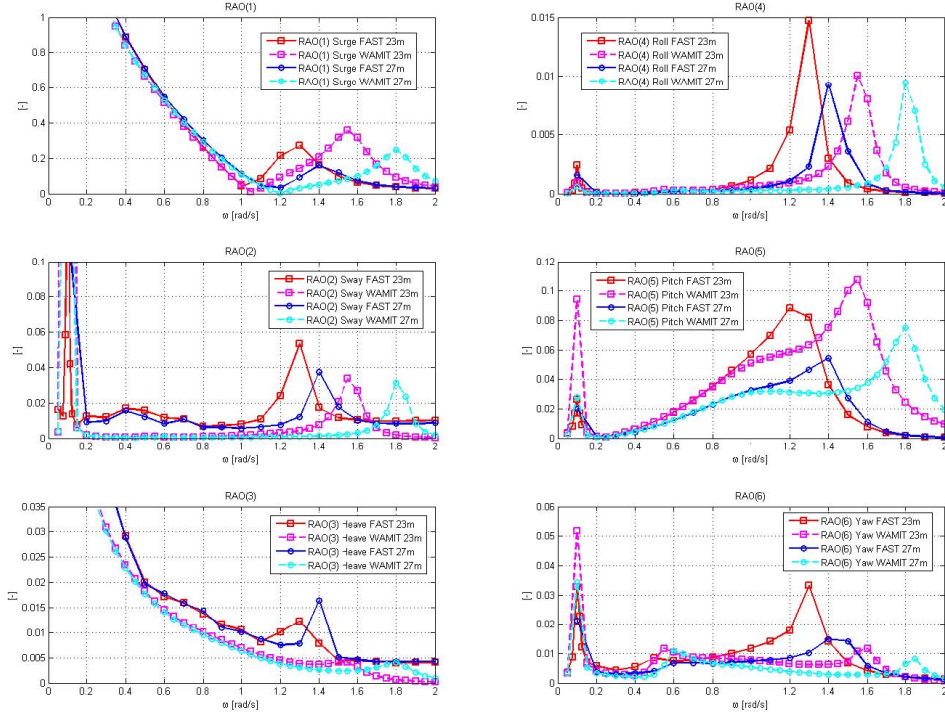 RAO(1)
1
0.8
0.6
0.4
0.2
0
[-]
RAO(1) Surge FAST 23m
RAO(1) Surge WAMIT 23m
RAO(1) Surge FAST 27m
RAO(1) Surge WAMIT 27m
0 0.2 0.4 0.6 0.8 1 1.2 1.4 1.6 1.8 2
ω [rad/s]
RAO(4)
0.015
0.01
0.005
0
[-]
RAO(4) Roll FAST 23m
RAO(4) Roll WAMIT 23m
RAO(4) Roll FAST 27m
RAO(4) Roll WAMIT 27m
0 0.2 0.4 0.6 0.8 1 1.2 1.4 1.6 1.8 2
ω [rad/s]
RAO(2)
0.1
0.08
0.06
0.04
0.02
0
[-]
RAO(2) Sway FAST 23m
RAO(2) Sway WAMIT 23m
RAO(2) Sway FAST 27m
RAO(2) Sway WAMIT 27m
0 0.2 0.4 0.6 0.8 1 1.2 1.4 1.6 1.8 2
ω [rad/s]
RAO(5)
0.12
0.1
0.08
0.06
0.04
0.02
0
[-]
RAO(5) Pitch FAST 23m
RAO(5) Pitch WAMIT 23m
RAO(5) Pitch FAST 27m
RAO(5) Pitch WAMIT 27m
0 0.2 0.4 0.6 0.8 1 1.2 1.4 1.6 1.8 2
ω [rad/s]
RAO(3)
0.035
0.03
0.025
0.02
0.015
0.01
0.005
[-]
RAO(3) Heave FAST 23m
RAO(3) Heave WAMIT 23m
RAO(3) Heave FAST 27m
RAO(3) Heave WAMIT 27m
0 0.2 0.4 0.6 0.8 1 1.2 1.4 1.6 1.8 2
ω [rad/s]
RAO(6)
0.06
0.05
0.04
0.03
0.02
0.01
0
[-]
RAO(6) Yaw FAST 23m
RAO(6) Yaw WAMIT 23m
RAO(6) Yaw FAST 27m
RAO(6) Yaw WAMIT 27m
0 0.2 0.4 0.6 0.8 1.2 1.4 1.6 1.8 2
ω [rad/s]